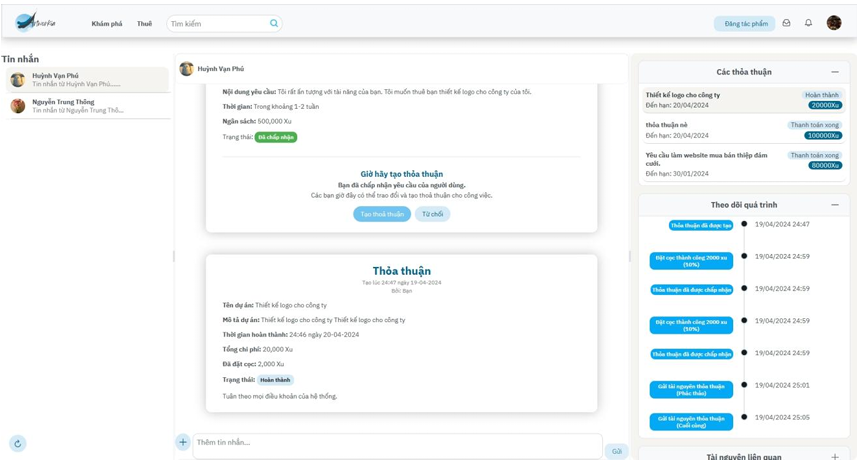 Khám phá
Thuê
Tìm kiếm
Đăng tác phẩm
Tin nhắn
Huỳnh Vạn Phú
Tin nhắn từ Huỳnh Vạn Phú......
Nguyễn Trung Thông
Tin nhắn từ Nguyễn Trung Thô...
Huỳnh Vạn Phú
Nội dung yêu cầu: Tôi rất ấn tượng với tài năng của bạn. Tôi muốn thuê bạn thiết kế logo cho công ty của tôi.
Thời gian: Trong khoảng 1-2 tuần
Ngân sách: 500,000 Xu
Trạng thái: Đã chấp nhận
Giờ hãy tạo thỏa thuận
Bạn đã chấp nhận yêu cầu của người dùng.
Các bạn giờ đây có thể trao đổi và tạo thoả thuận cho công việc.
Tạo thoả thuận
Từ chối
Thỏa thuận
Tạo lúc 24:47 ngày 19-04-2024
Bởi: Bạn
Tên dự án: Thiết kế logo cho công ty
Mô tả dự án: Thiết kế logo cho công ty Thiết kế logo cho công ty
Thời gian hoàn thành: 24:46 ngày 20-04-2024
Tổng chi phí: 20,000 Xu
Đã đặt cọc: 2,000 Xu
Trạng thái: Hoàn thành
Tuân theo mọi điều khoản của hệ thống.
Thêm tin nhắn...
Gửi
Các thỏa thuận
Thiết kế logo cho công ty
Hoàn thành
Đến hạn: 20/04/2024
20000Xu
thỏa thuận nè
Thanh toán xong
Đến hạn: 20/04/2024
100000Xu
Yêu cầu làm website mua bán thiệp đám cưới.
Thanh toán xong
80000Xu
Đến hạn: 30/01/2024
Theo dõi quá trình
Thỏa thuận đã được tạo
19/04/2024 24:47
Đặt cọc thành công 2000 xu (50%)
19/04/2024 24:59
Thỏa thuận đã được chấp nhận
19/04/2024 24:59
Đặt cọc thành công 2000 xu (50%)
19/04/2024 24:59
Thỏa thuận đã được chấp nhận
19/04/2024 24:59
Gửi tài nguyên thỏa thuận (Phác thảo)
19/04/2024 25:01
Gửi tài nguyên thỏa thuận (Cuối cùng)
19/04/2024 25:05
Tài nguyên liên quan